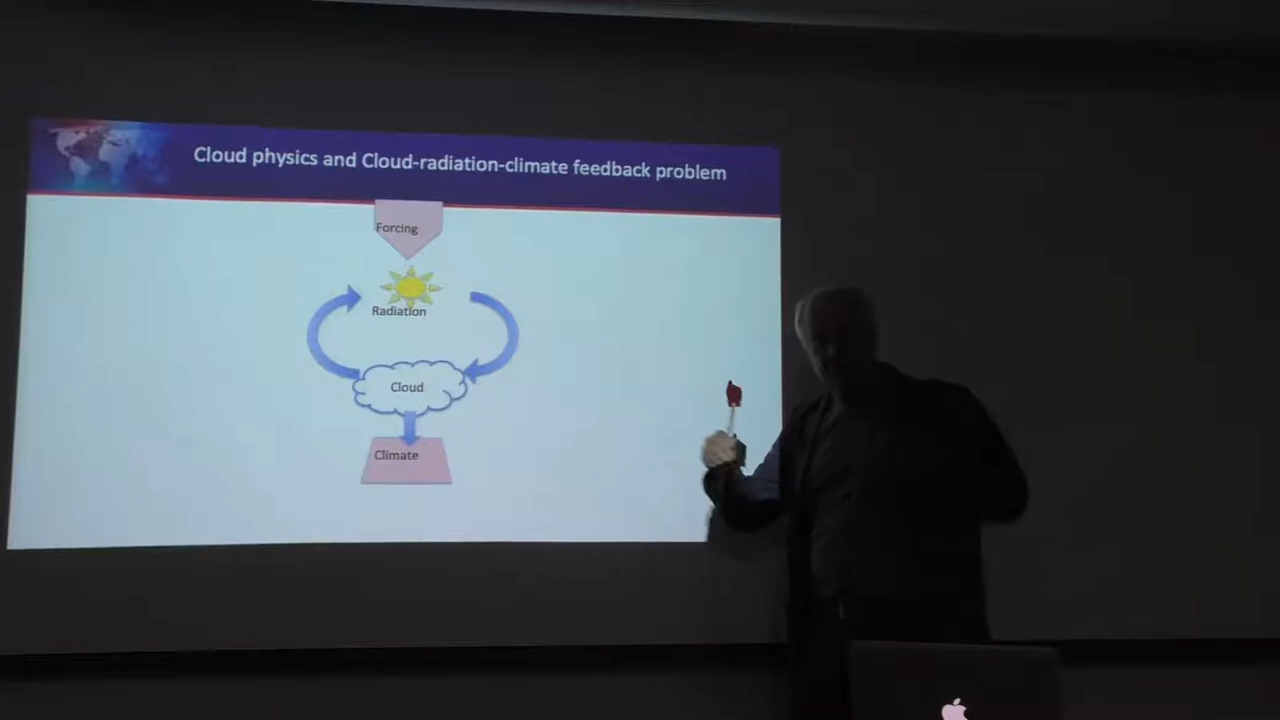 Cloud physics and Cloud-radiation-climate feedback problem
Forcing
Radiation
Cloud
Climate